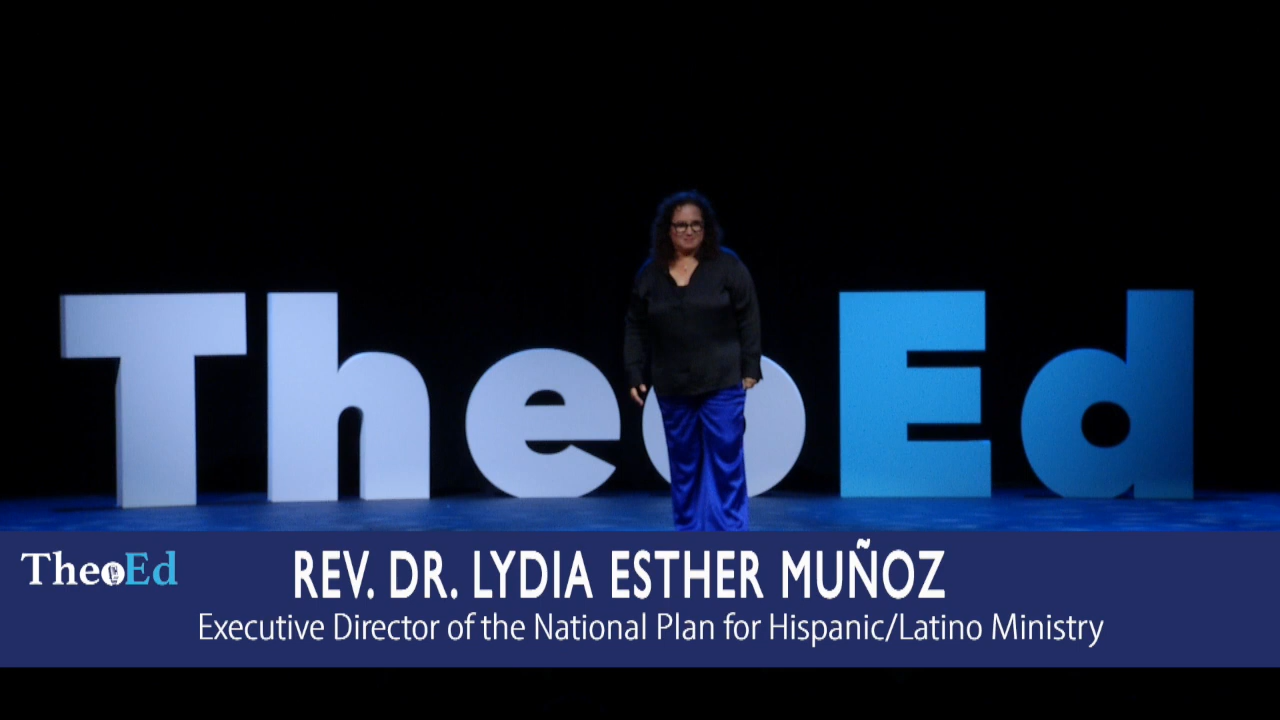 TheoEd
TheoEd
REV. DR. LYDIA ESTHER MUÑOZ
Executive Director of the National Plan for Hispanic/Latino Ministry